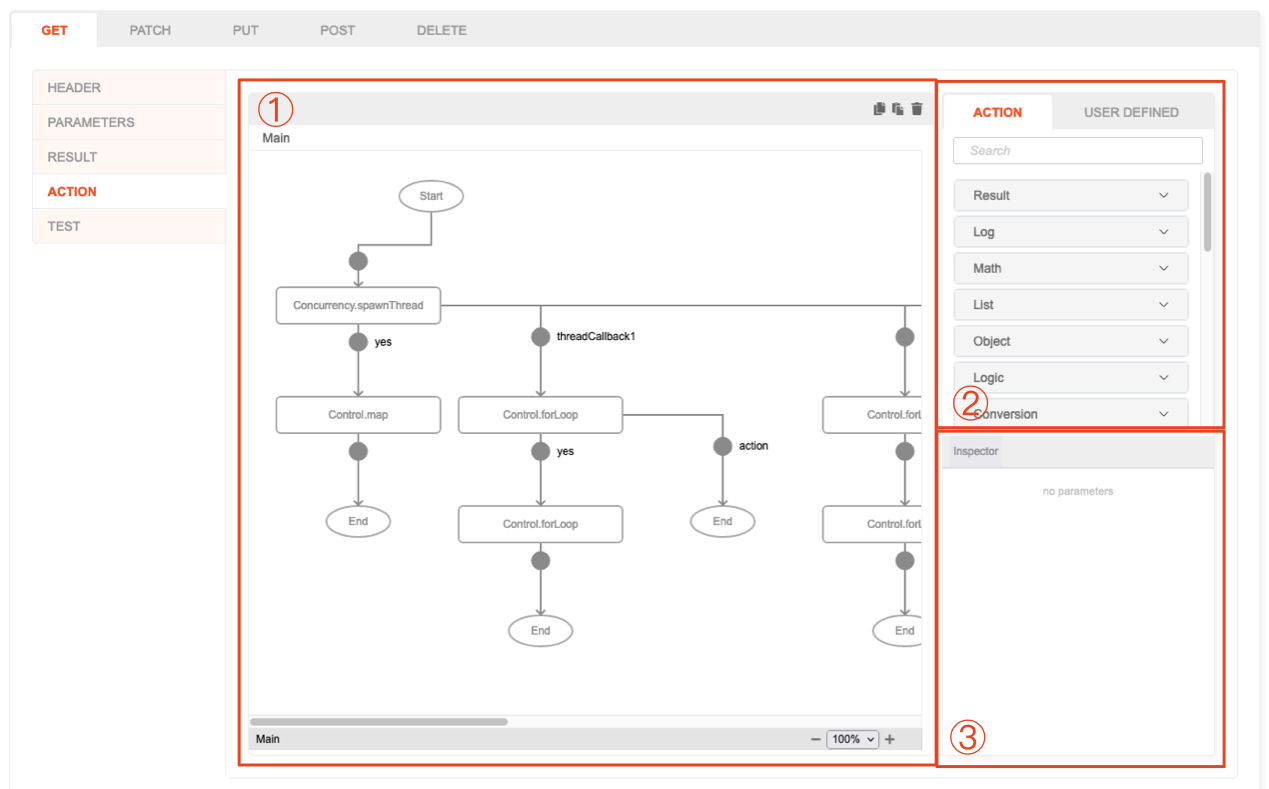 GET PATCH PUT POST DELETE
HEADER
PARAMETERS
RESULT
ACTION
TEST
①
Main
Start
Concurrency.spawnThread
yes
threadCallback1
Control.map
Control.forLoop
Control.forL
yes
action
End
Control.forLoop
End
Control.forL
End
End
Main
100%
ACTION USER DEFINED
Search
Result
Log
Math
List
Object
Logic
②
Conversion
Inspector
no parameters
③